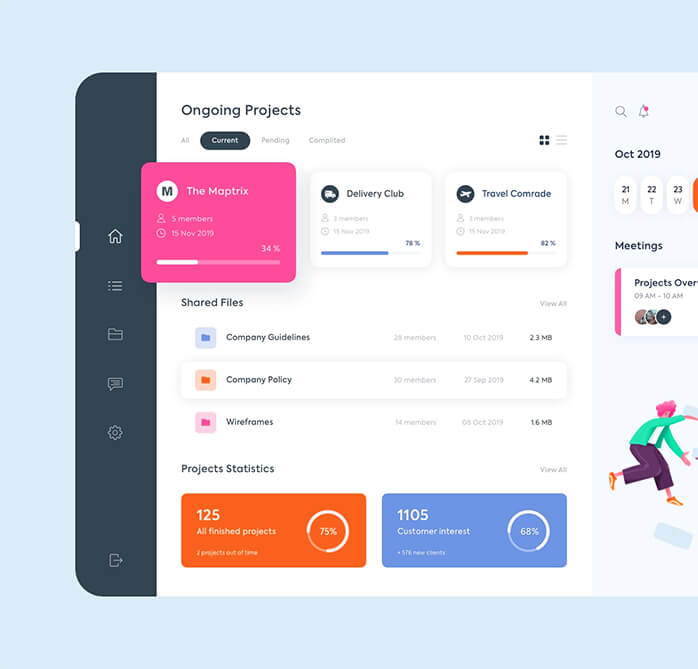 Ongoing Projects
All Current Pending Complited
M The Maptrix
5 members
15 Nov 2019
34 %
Delivery Club
3 members
15 Nov 2019
78 %
Travel Comrade
3 members
15 Nov 2019
82 %
Shared Files View All
Company Guidelines 28 members 10 Oct 2019 2.3 MB
Company Policy 30 members 27 Sep 2019 4.2 MB
Wireframes 14 members 08 Oct 2019 1.6 MB
Projects Statistics View All
125
All finished projects
2 projects out of time
75%
1105
Customer interest
+ 576 new clients
68%
Oct 2019
21 22 23
M T W
Meetings
Projects Over
09 AM - 10 AM
+